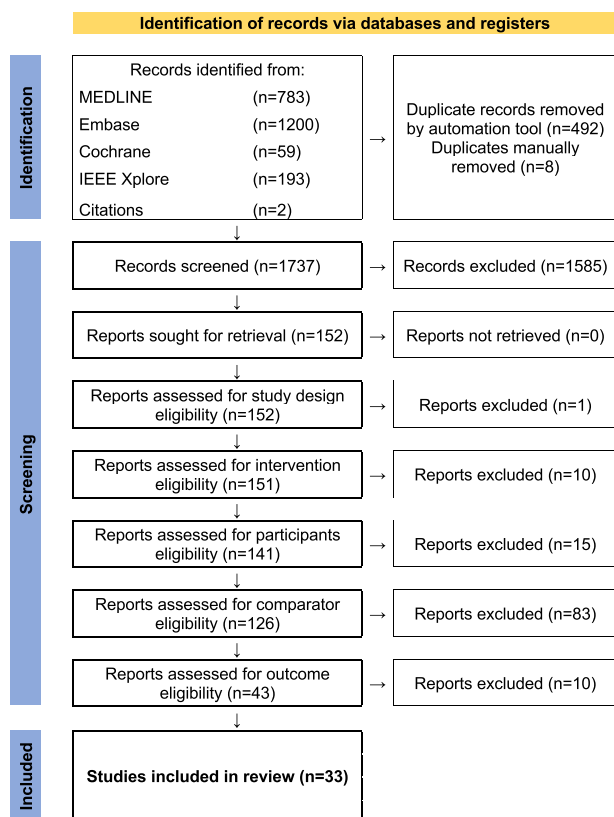 Identification of records via databases and registers
Identification
Records identified from:
MEDLINE (n=783)
Embase (n=1200)
Cochrane (n=59)
IEEE Xplore (n=193)
Citations (n=2)
→
Duplicate records removed
by automation tool (n=492)
Duplicates manually
removed (n=8)
↓
Screening
Records screened (n=1737)
→
Records excluded (n=1585)
↓
Reports sought for retrieval (n=152)
→
Reports not retrieved (n=0)
↓
Reports assessed for study design
eligibility (n=152)
→
Reports excluded (n=1)
↓
Reports assessed for intervention
eligibility (n=151)
→
Reports excluded (n=10)
↓
Reports assessed for participants
eligibility (n=141)
→
Reports excluded (n=15)
↓
Reports assessed for comparator
eligibility (n=126)
→
Reports excluded (n=83)
↓
Reports assessed for outcome
eligibility (n=43)
→
Reports excluded (n=10)
↓
Included
Studies included in review (n=33)